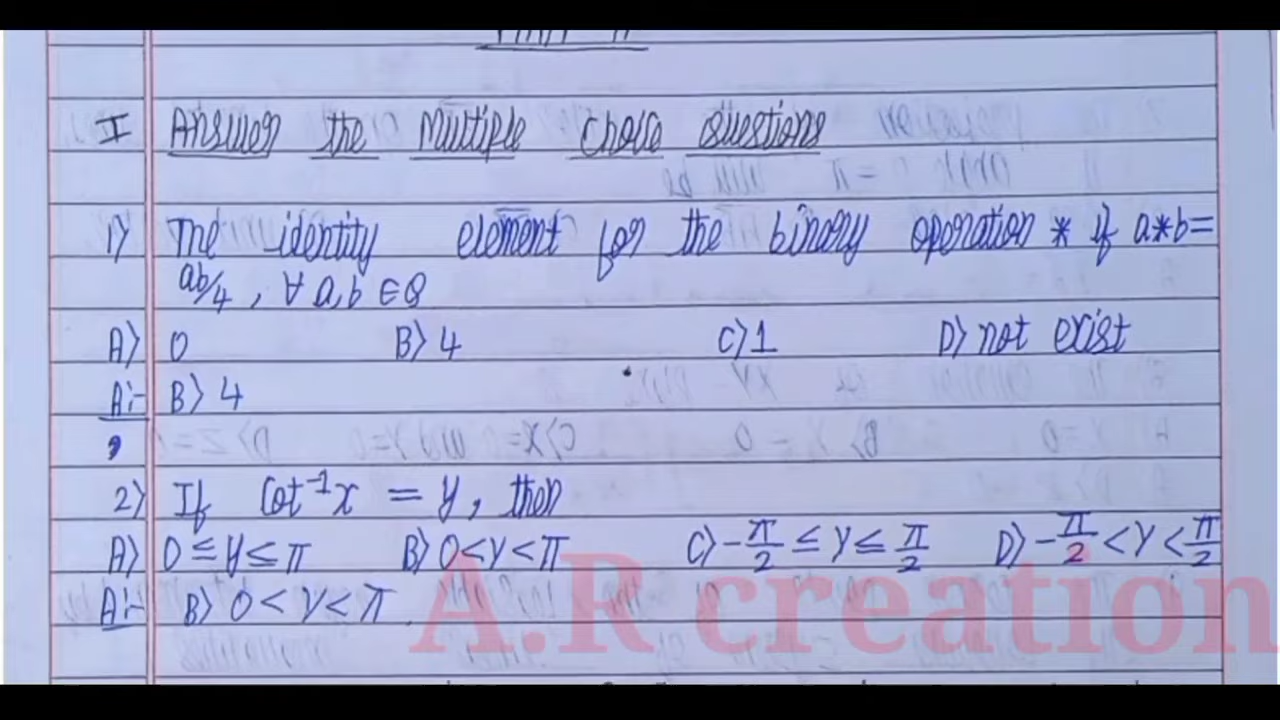 I Answer the Multiple Choice Questions
1) The identity element for the binary operation * if a*b=
ab/4, ∀ a,b ∈ Q
A) 0 B) 4 C) 1 D) not exist
A:- B) 4
2) If Cot⁻¹x = y, then
A) 0 ≤ y ≤ π B) 0 < y < π C) -π/2 ≤ y ≤ π/2 D) -π/2 < y < π/2
A:- B) 0 < y < π
A.R creation